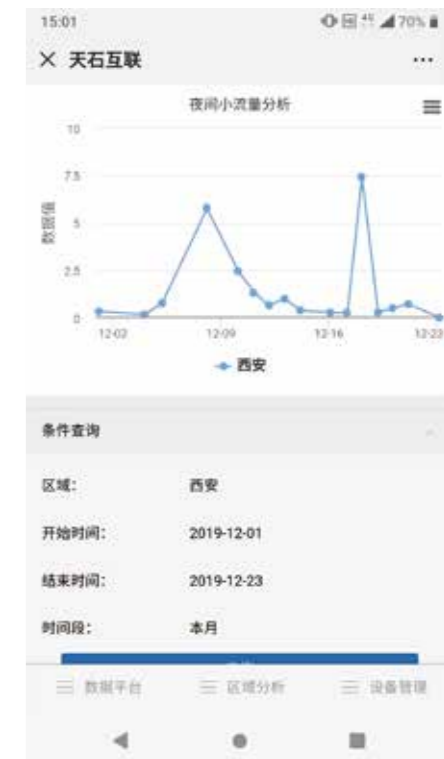 15:01
70%
天石互联
夜间小流量分析
10
7.5
数据值
5
2.5
0
12-02 12-09 12-16 12-23
西安
条件查询
区域: 西安
开始时间: 2019-12-01
结束时间: 2019-12-23
时间段: 本月
数据平台 区域分析 设备管理